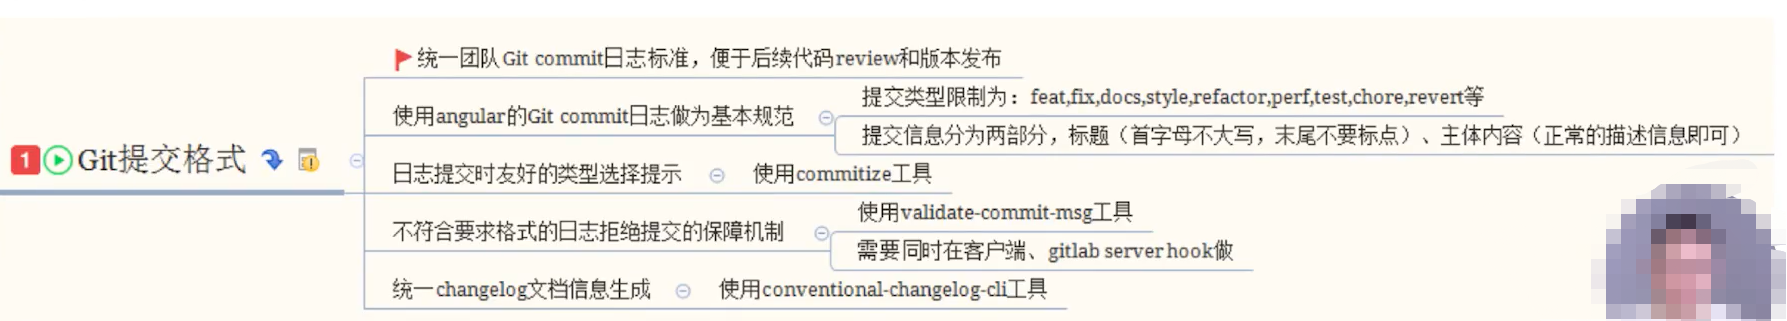 统一团队Git commit日志标准，便于后续代码review和版本发布
提交类型限制为：feat,fix,docs,style,refactor,perf,test,chore,revert等
使用angular的Git commit日志做为基本规范
提交信息分为两部分，标题（首字母不大写，末尾不要标点）、主体内容（正常的描述信息即可）
1 Git提交格式
日志提交时友好的类型选择提示
使用commitize工具
使用validate-commit-msg工具
不符合要求格式的日志拒绝提交的保障机制
需要同时在客户端、gitlab server hook做
统一changelog文档信息生成
使用conventional-changelog-cli工具